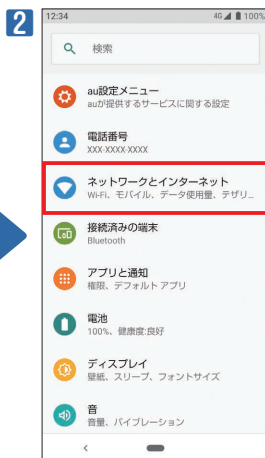 2
12:34 4G 100%
検索
au設定メニュー
auが提供するサービスに関する設定
電話番号
XXX-XXXX-XXXX
ネットワークとインターネット
Wi-Fi、モバイル、データ使用量、テザリ...
接続済みの端末
Bluetooth
アプリと通知
権限、デフォルト アプリ
電池
100%、健康度:良好
ディスプレイ
壁紙、スリープ、フォントサイズ
音
音量、バイブレーション